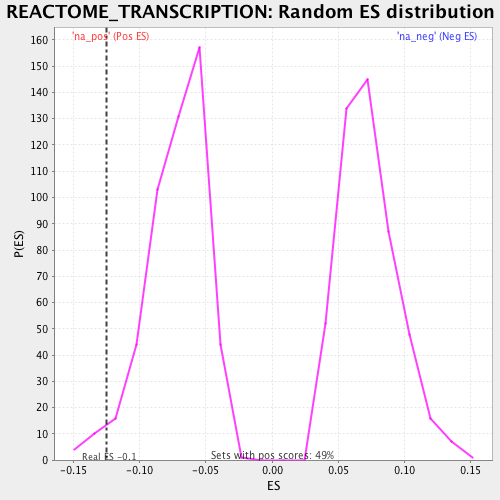 REACTOME_TRANSCRIPTION: Random ES distribution
'na_pos' (Pos ES)
'na_neg' (Neg ES)
160
150
140
130
120
110
100
90
80
70
60
50
40
30
20
10
0
P(ES)
Real ES -0.1
Sets with pos scores: 49%
-0.15 -0.10 -0.05 0.00 0.05 0.10 0.15
ES